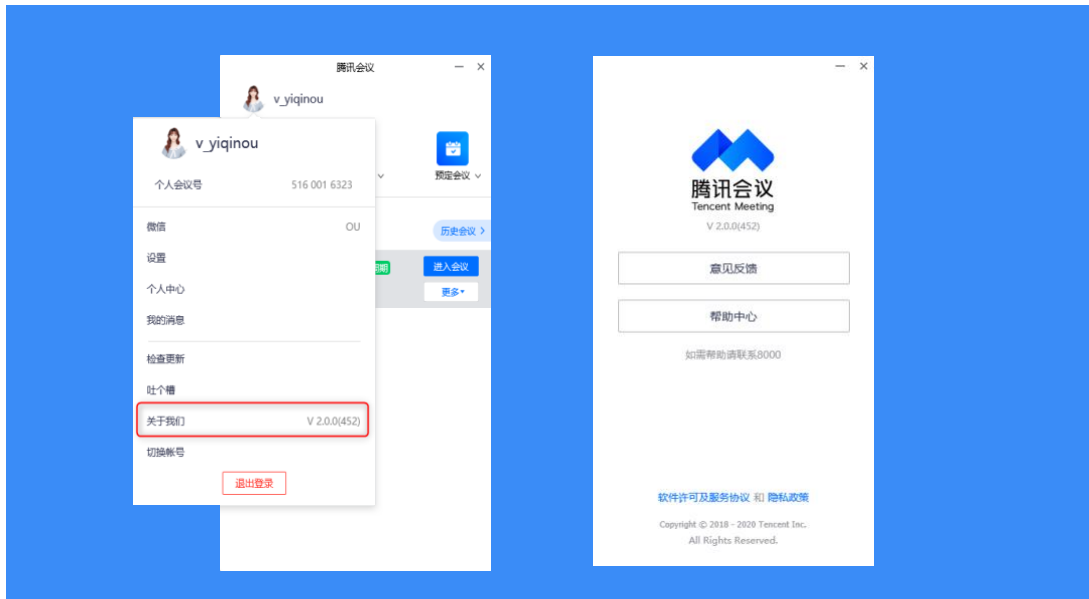 腾讯会议
v_yiqinou
v_yiqinou
个人会议号 516 001 6323
预定会议
微信 OU
历史会议
设置
进入会议
个人中心
更多
我的消息
检查更新
吐个槽
关于我们 V 2.0.0(452)
切换帐号
退出登录
腾讯会议
Tencent Meeting
V 2.0.0(452)
意见反馈
帮助中心
如需帮助请联系8000
软件许可及服务协议 和 隐私政策
Copyright © 2018 - 2020 Tencent Inc.
All Rights Reserved.